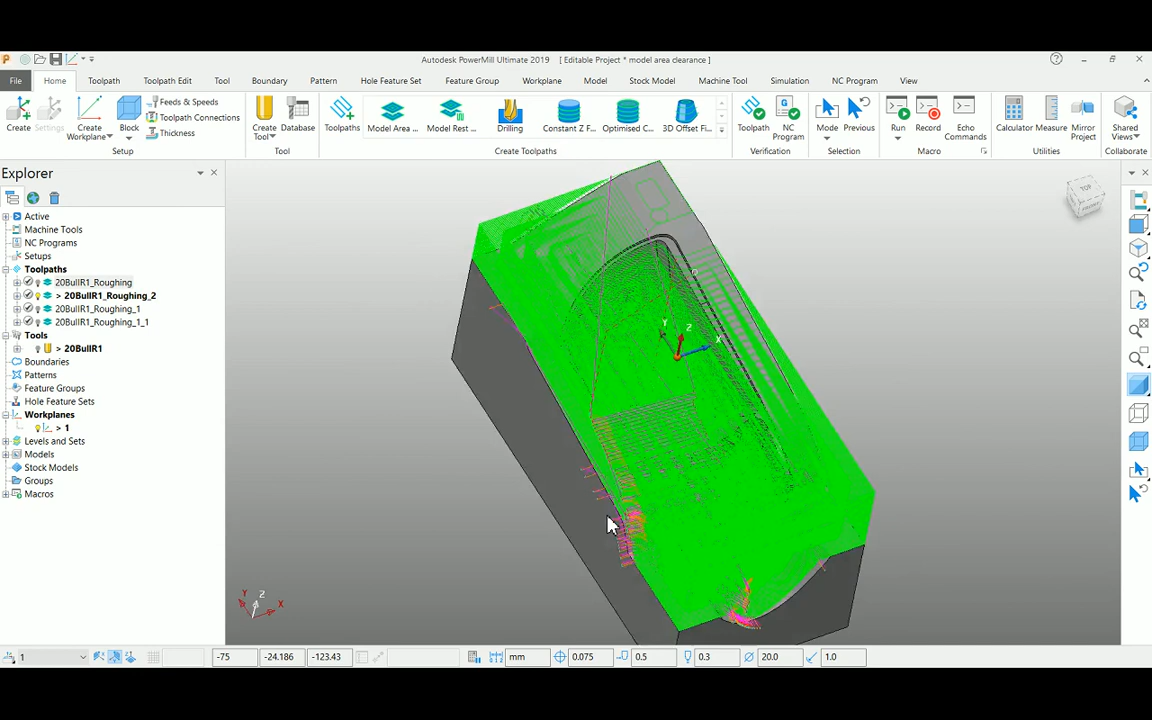 Autodesk PowerMill Ultimate 2019 [ Editable Project * model area clearance ]
File Home Toolpath Toolpath Edit Tool Boundary Pattern Hole Feature Set Feature Group Workplane Model Stock Model Machine Tool Simulation NC Program View
Create
Settings
Create Workplane
Block
Feeds & Speeds
Toolpath Connections
Thickness
Create Tool
Database
Toolpaths
Model Area ...
Model Rest ...
Drilling
Constant Z F...
Optimised C...
3D Offset Fi...
Toolpath
NC Program
Mode
Previous
Run
Record
Echo Commands
Calculator
Measure
Mirror Project
Shared Views
Setup Tool Create Toolpaths Verification Selection Macro Utilities Collaborate
Explorer
Active
Machine Tools
NC Programs
Setups
Toolpaths
20BullR1_Roughing
> 20BullR1_Roughing_2
20BullR1_Roughing_1
20BullR1_Roughing_1_1
Tools
> 20BullR1
Boundaries
Patterns
Feature Groups
Hole Feature Sets
Workplanes
> 1
Levels and Sets
Models
Stock Models
Groups
Macros
TOP
Y Z X
Y Z X
1 -75 -24.186 -123.43 mm 0.075 0.5 0.3 20.0 1.0